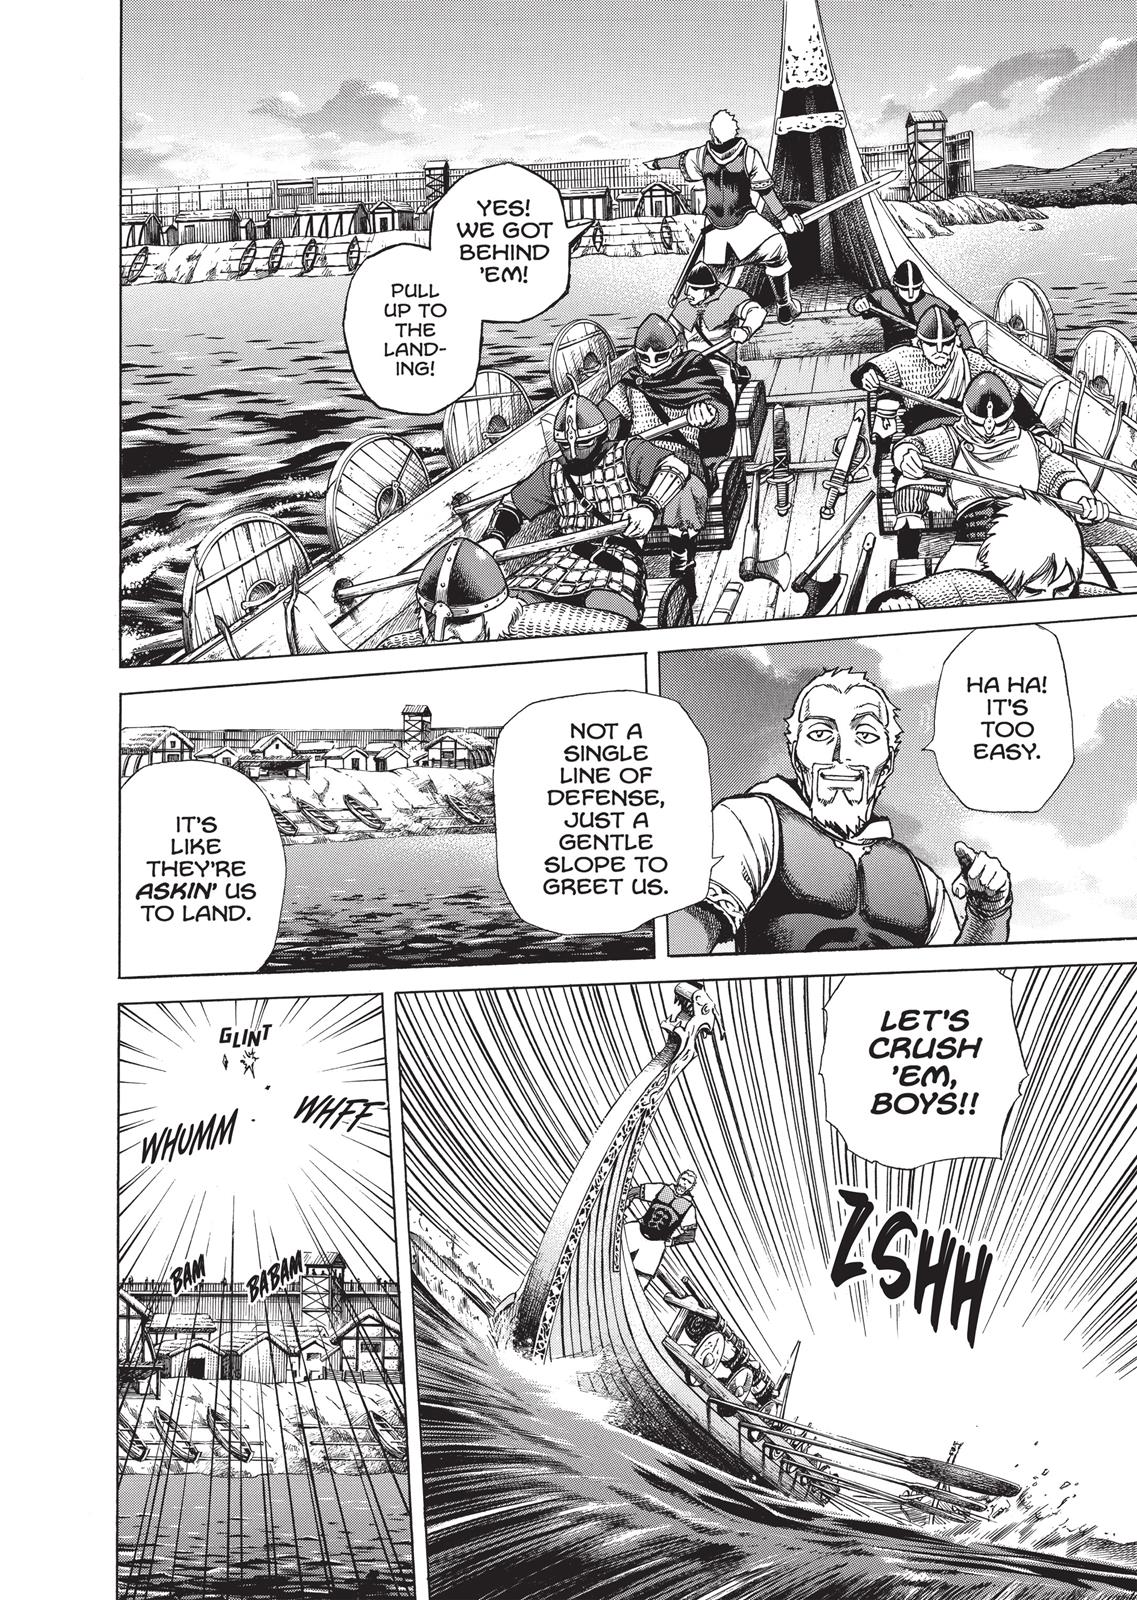 YES!
WE GOT
BEHIND
'EM!
PULL
UP TO
THE
LAND-
ING!
HA HA!
IT'S
TOO
EASY.
NOT A
SINGLE
LINE OF
DEFENSE,
JUST A
GENTLE
SLOPE TO
GREET US.
IT'S
LIKE
THEY'RE
ASKIN' US
TO LAND.
LET'S
CRUSH
'EM,
BOYS!!
ZSHH
GLINT
WHFF
WHUMM
BAM
BABAM